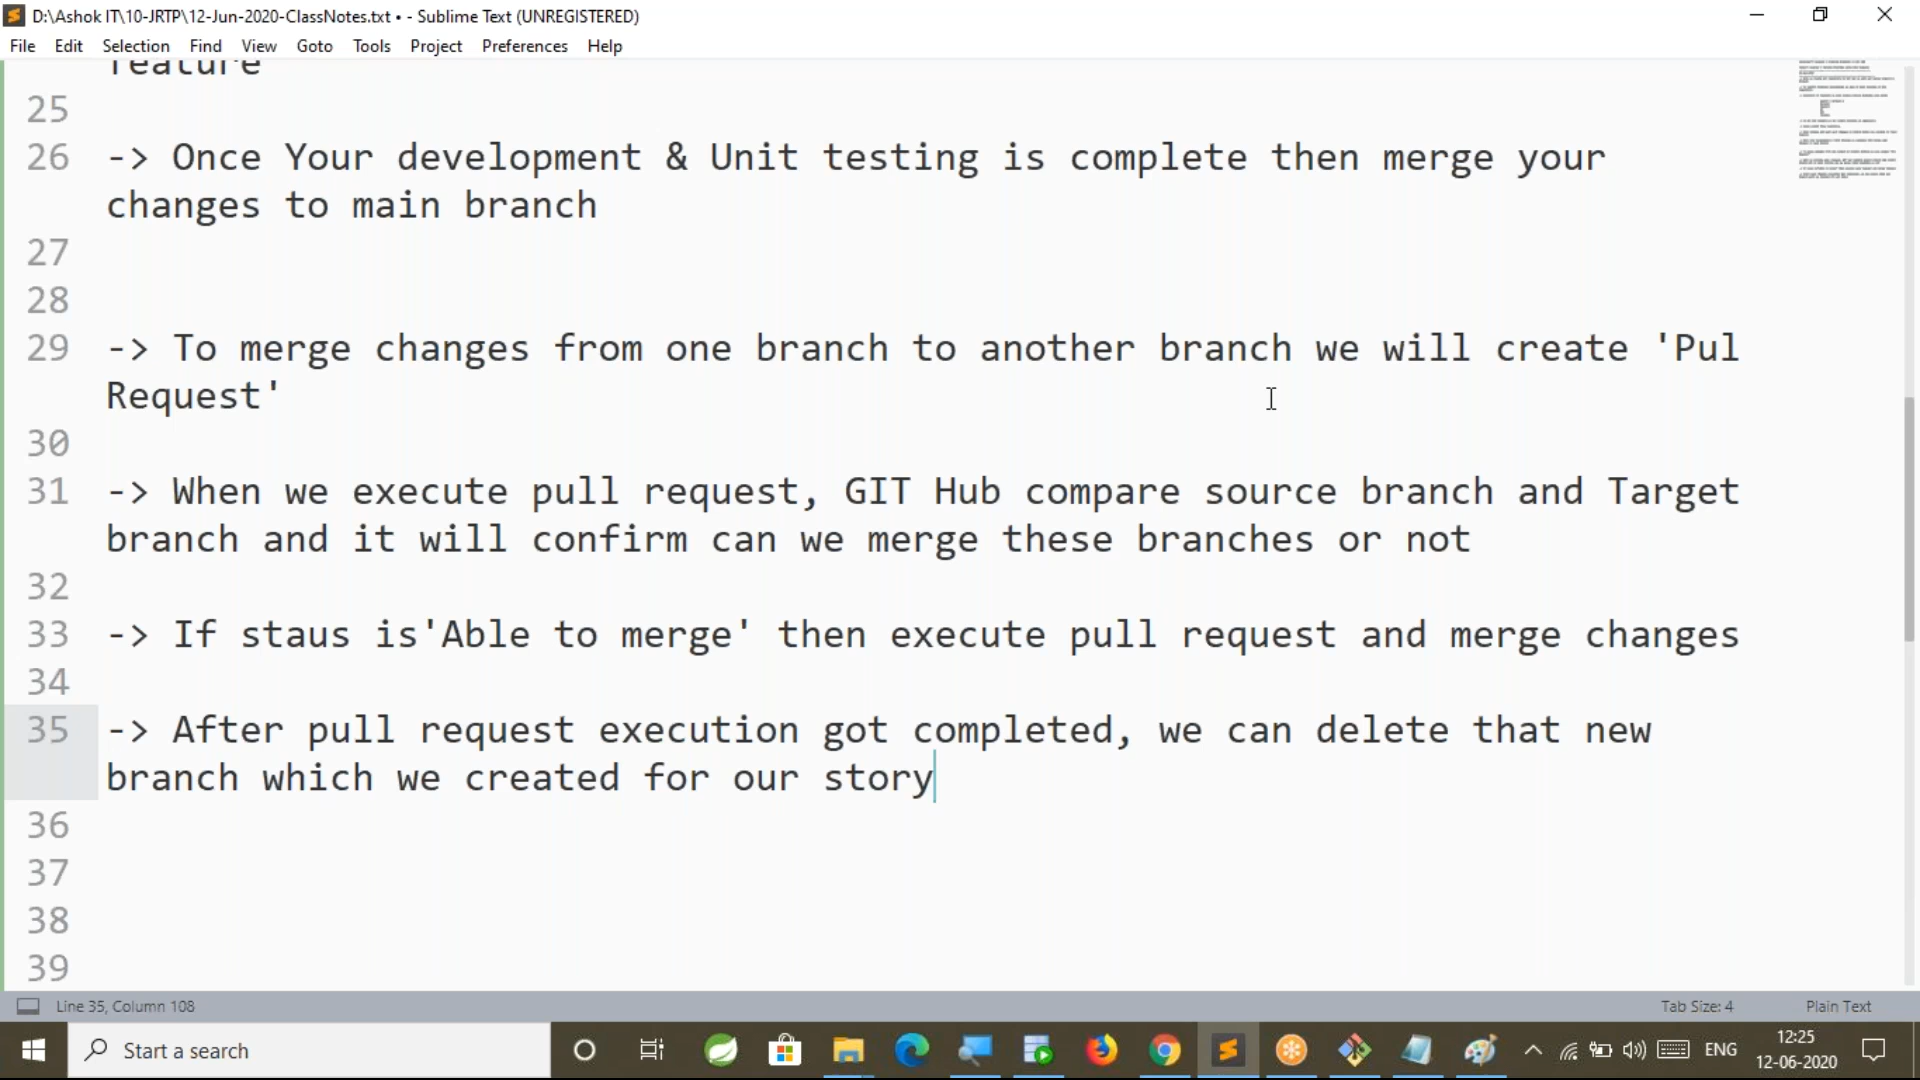 D:\Ashok IT\10-JRTP\12-Jun-2020-ClassNotes.txt • - Sublime Text (UNREGISTERED)
File Edit Selection Find View Goto Tools Project Preferences Help
feature
25
26 -> Once Your development & Unit testing is complete then merge your
changes to main branch
27
28
29 -> To merge changes from one branch to another branch we will create 'Pul
Request'
30
31 -> When we execute pull request, GIT Hub compare source branch and Target
branch and it will confirm can we merge these branches or not
32
33 -> If staus is'Able to merge' then execute pull request and merge changes
34
35 -> After pull request execution got completed, we can delete that new
branch which we created for our story
36
37
38
39
Line 35, Column 108 Tab Size: 4 Plain Text
Start a search ENG 12:25
12-06-2020